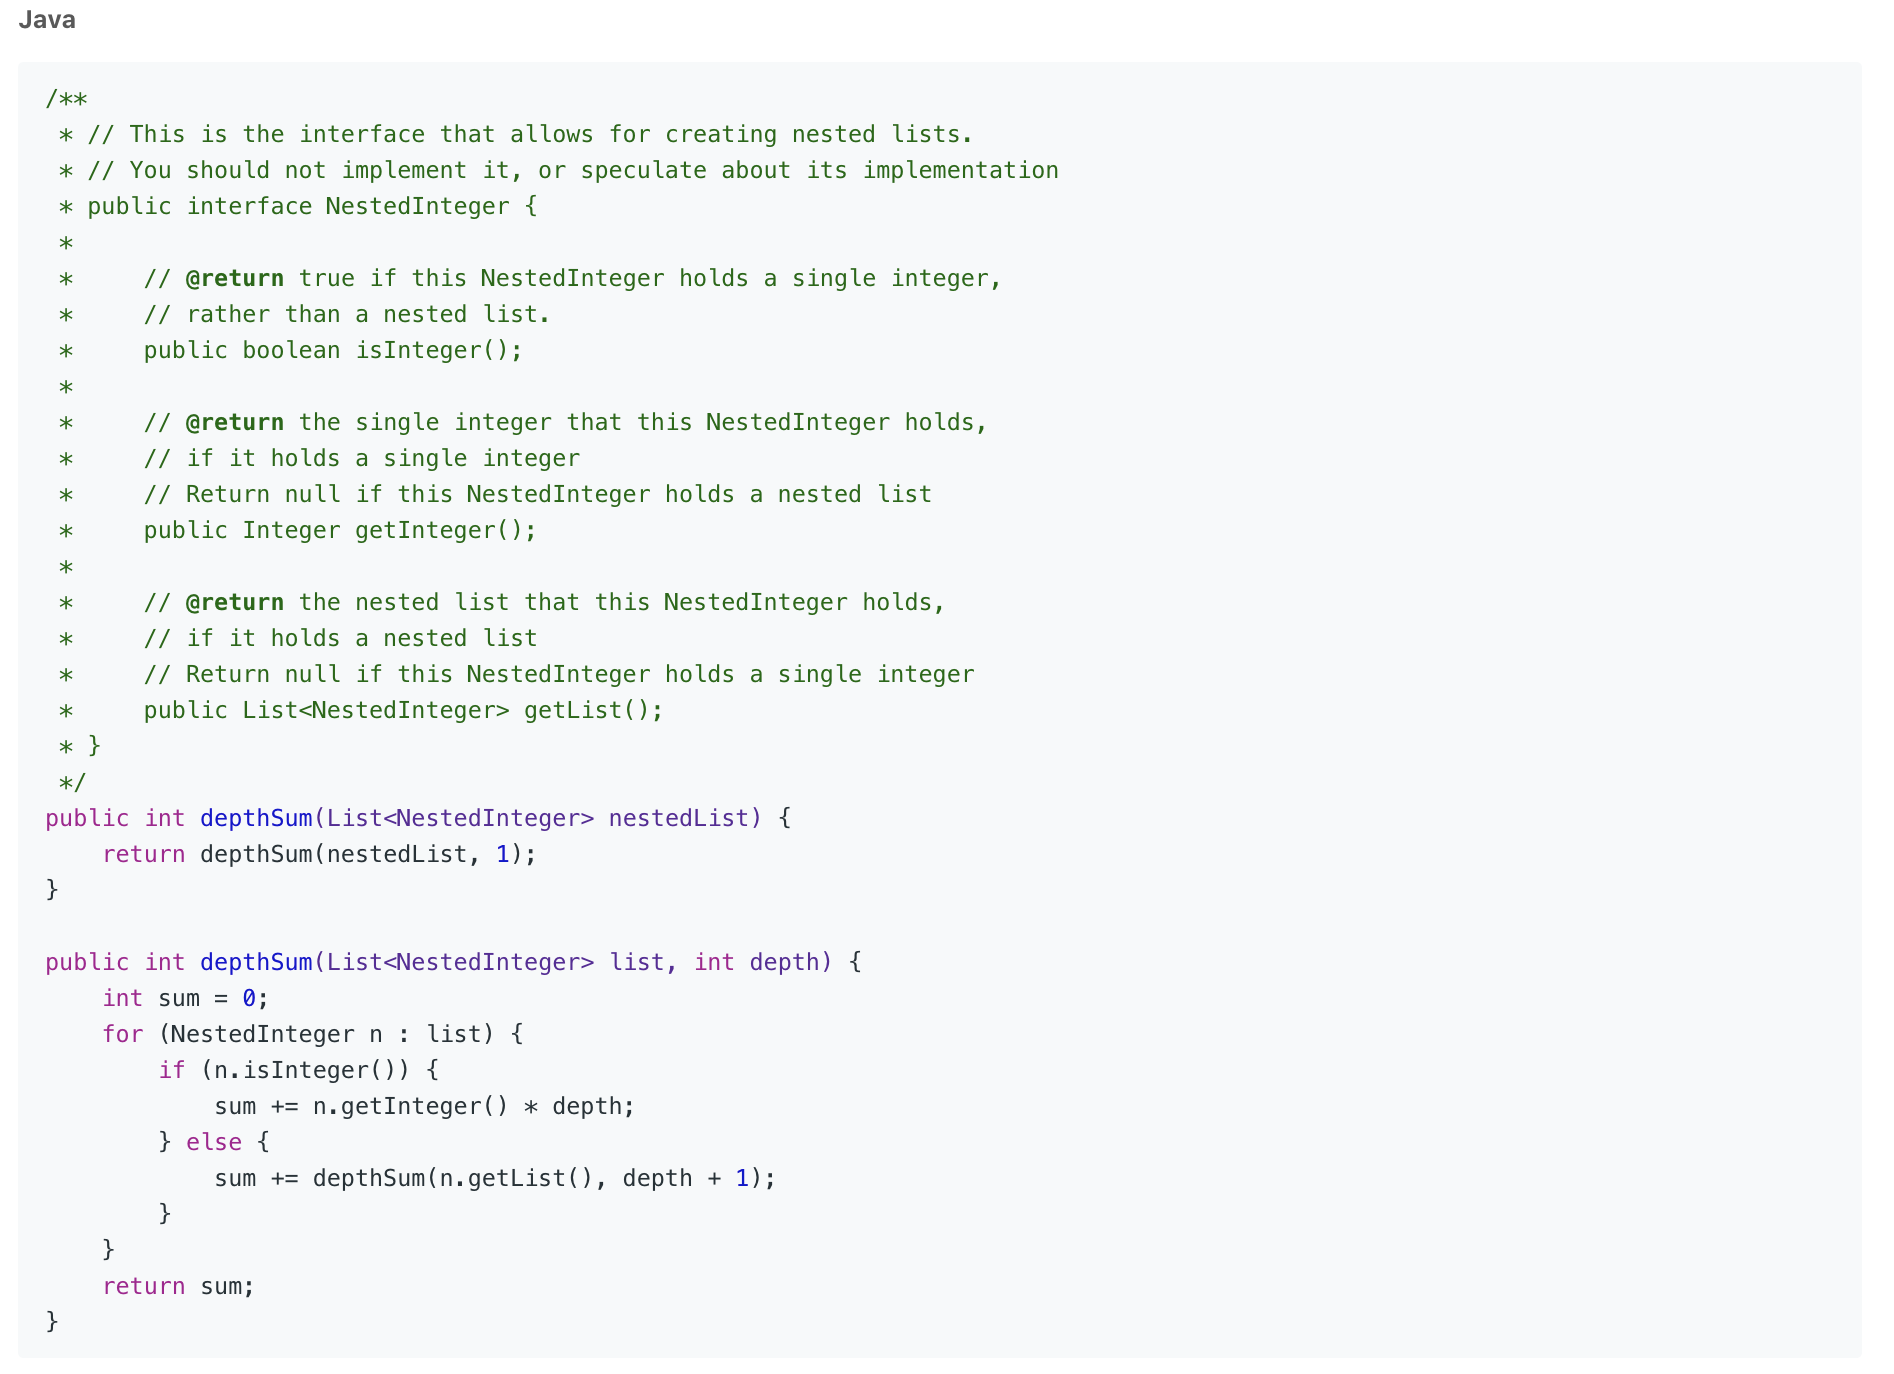 Java
/**
 * // This is the interface that allows for creating nested lists.
 * // You should not implement it, or speculate about its implementation
 * public interface NestedInteger {
 *
 *     // @return true if this NestedInteger holds a single integer,
 *     // rather than a nested list.
 *     public boolean isInteger();
 *
 *     // @return the single integer that this NestedInteger holds,
 *     // if it holds a single integer
 *     // Return null if this NestedInteger holds a nested list
 *     public Integer getInteger();
 *
 *     // @return the nested list that this NestedInteger holds,
 *     // if it holds a nested list
 *     // Return null if this NestedInteger holds a single integer
 *     public List<NestedInteger> getList();
 * }
 */
public int depthSum(List<NestedInteger> nestedList) {
    return depthSum(nestedList, 1);
}

public int depthSum(List<NestedInteger> list, int depth) {
    int sum = 0;
    for (NestedInteger n : list) {
        if (n.isInteger()) {
            sum += n.getInteger() * depth;
        } else {
            sum += depthSum(n.getList(), depth + 1);
        }
    }
    return sum;
}